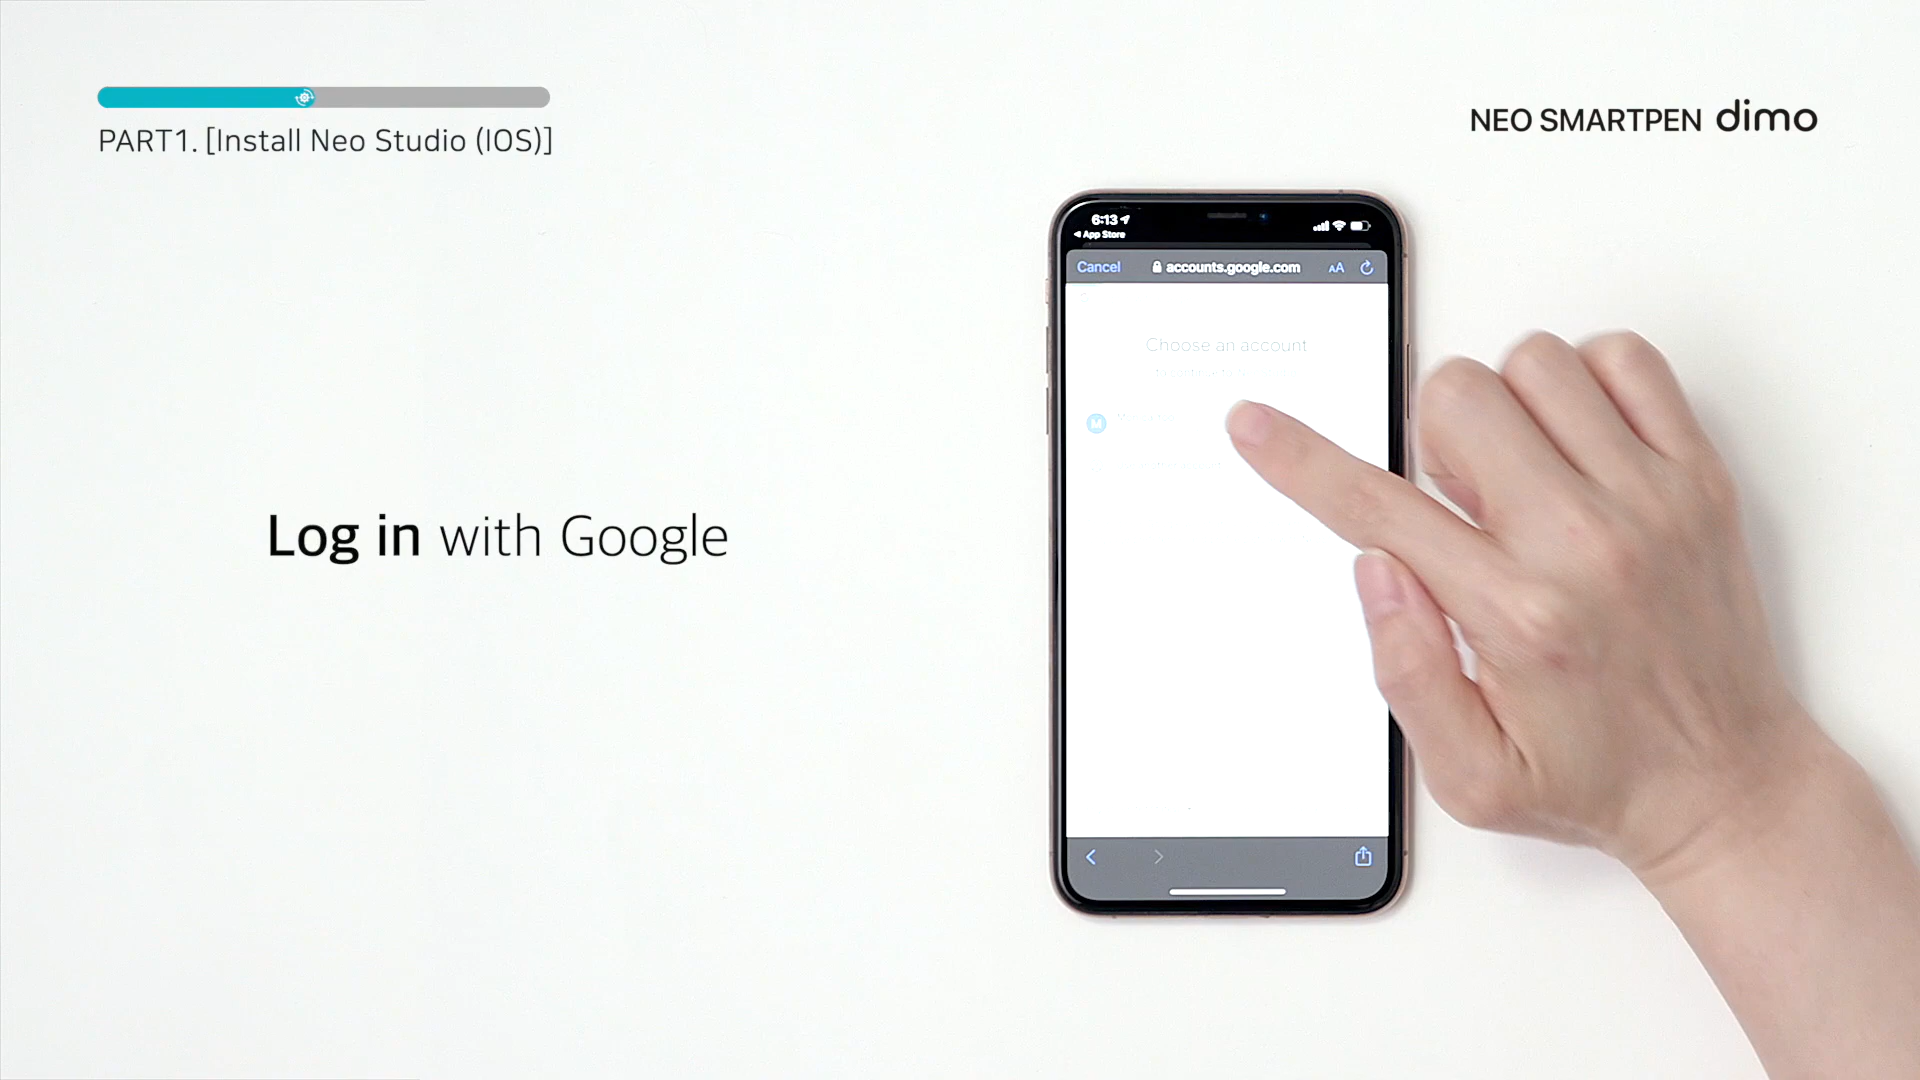 PART1. [Install Neo Studio (IOS)]
NEO SMARTPEN dimo
Log in with Google
6:13
App Store
Cancel
accounts.google.com
AA
Choose an account
M